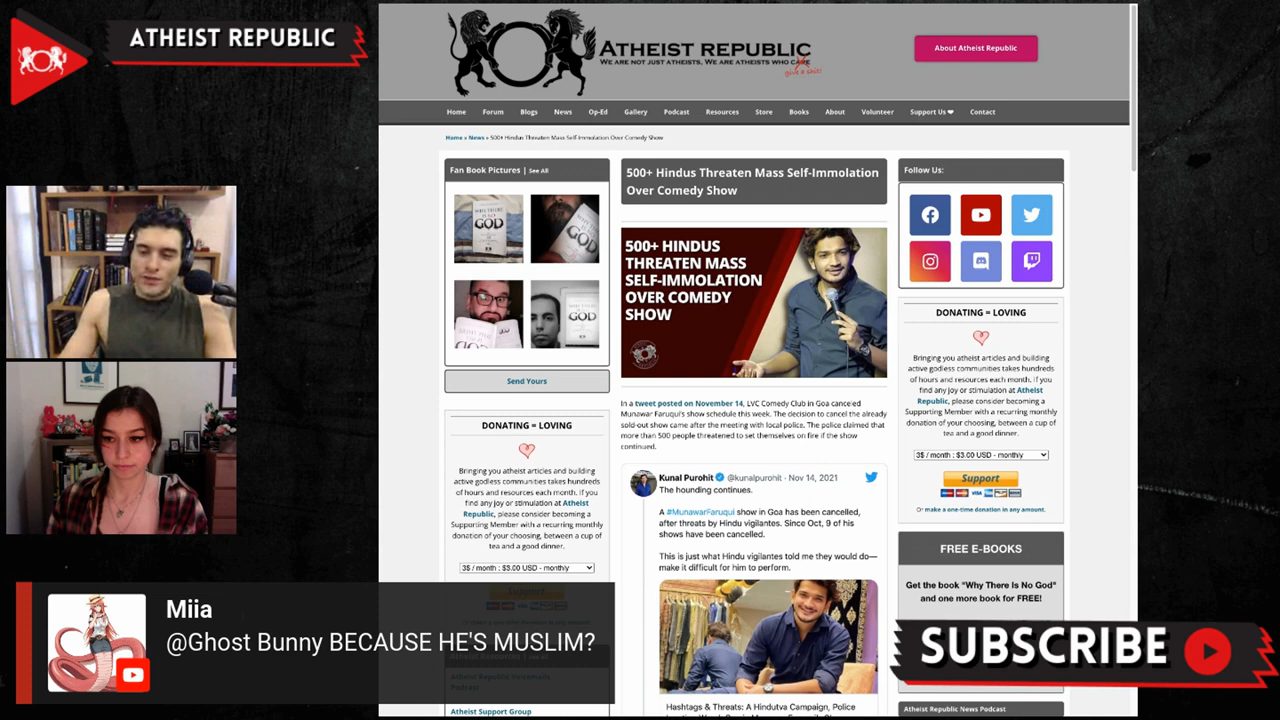 ATHEIST REPUBLIC
ATHEIST REPUBLIC
WE ARE NOT JUST ATHEISTS, WE ARE ATHEISTS WHO CARE
give a shit!
About Atheist Republic
Home Forum Blogs News Op-Ed Gallery Podcast Resources Store Books About Volunteer Support Us ❤ Contact
Home » News » 500+ Hindus Threaten Mass Self-Immolation Over Comedy Show
Fan Book Pictures | See All
GOD
GOD
GOD
Send Yours
DONATING = LOVING
Bringing you atheist articles and building
active godless communities takes hundreds
of hours and resources each month. If you
find any joy or stimulation at Atheist
Republic, please consider becoming a
Supporting Member with a recurring monthly
donation of your choosing, between a cup of
tea and a good dinner.
3$ / month : $3.00 USD - monthly
Support
Atheist Republic Voicemails
Podcast
Atheist Support Group
500+ Hindus Threaten Mass Self-Immolation
Over Comedy Show
500+ HINDUS
THREATEN MASS
SELF-IMMOLATION
OVER COMEDY
SHOW
In a tweet posted on November 14, LVC Comedy Club in Goa canceled
Munawar Faruqui's show schedule this week. The decision to cancel the already
sold-out show came after the meeting with local police. The police claimed that
more than 500 people threatened to set themselves on fire if the show
continued.
Kunal Purohit @kunalpurohit · Nov 14, 2021
The hounding continues.
A #MunawarFaruqui show in Goa has been cancelled,
after threats by Hindu vigilantes. Since Oct, 9 of his
shows have been cancelled.
This is just what Hindu vigilantes told me they would do—
make it difficult for him to perform.
Hashtags & Threats: A Hindutva Campaign, Police
Follow Us:
DONATING = LOVING
Bringing you atheist articles and building
active godless communities takes hundreds
of hours and resources each month. If you
find any joy or stimulation at Atheist
Republic, please consider becoming a
Supporting Member with a recurring monthly
donation of your choosing, between a cup of
tea and a good dinner.
3$ / month : $3.00 USD - monthly
Support
Or make a one-time donation in any amount.
FREE E-BOOKS
Get the book "Why There Is No God"
and one more book for FREE!
Atheist Republic News Podcast
Miia
@Ghost Bunny BECAUSE HE'S MUSLIM?
SUBSCRIBE